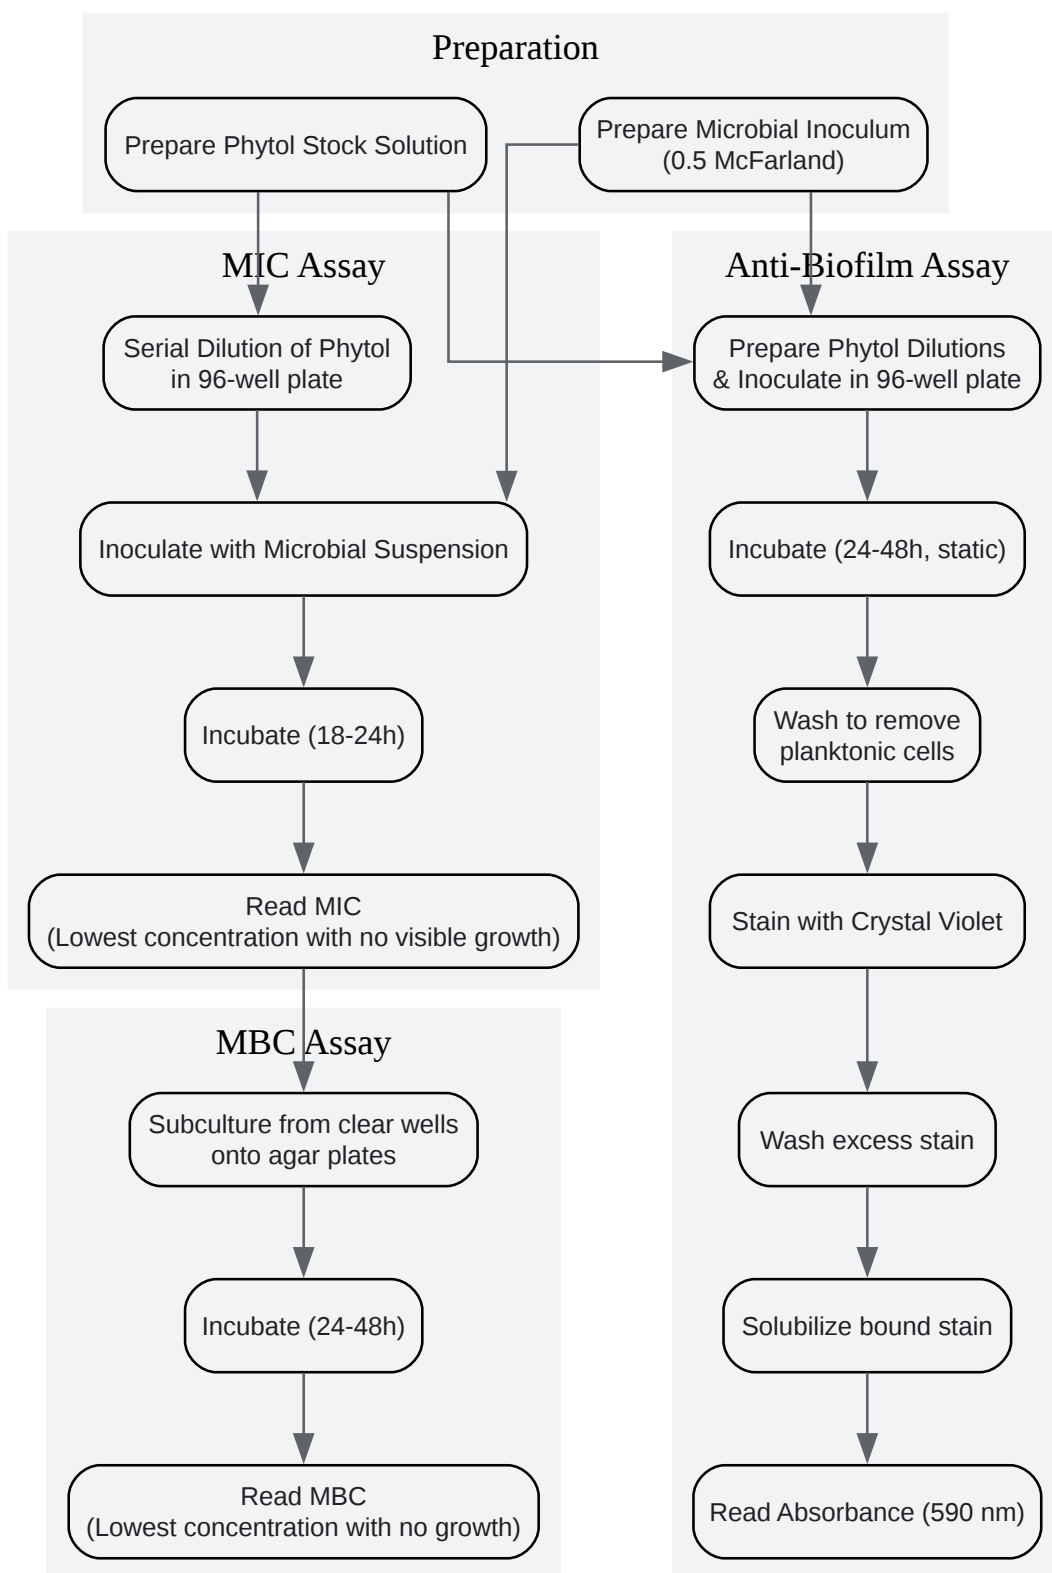 Preparation
Prepare Phytol Stock Solution
Prepare Microbial Inoculum
(0.5 McFarland)
MIC Assay
Serial Dilution of Phytol
in 96-well plate
Inoculate with Microbial Suspension
Incubate (18-24h)
Read MIC
(Lowest concentration with no visible growth)
MBC Assay
Subculture from clear wells
onto agar plates
Incubate (24-48h)
Read MBC
(Lowest concentration with no growth)
Anti-Biofilm Assay
Prepare Phytol Dilutions
& Inoculate in 96-well plate
Incubate (24-48h, static)
Wash to remove
planktonic cells
Stain with Crystal Violet
Wash excess stain
Solubilize bound stain
Read Absorbance (590 nm)